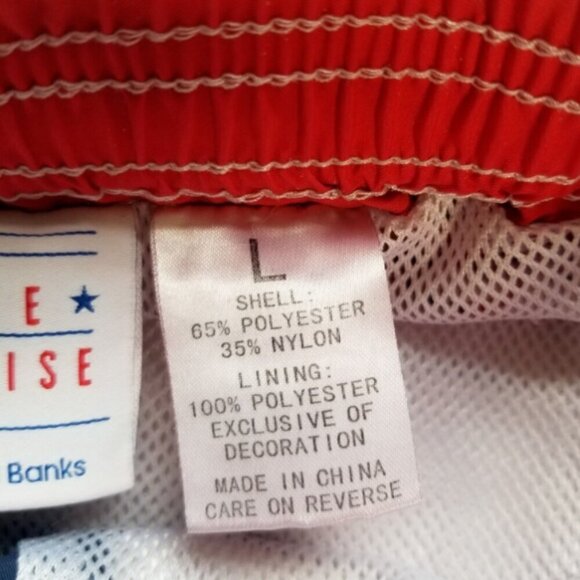 E
ISE
Banks
L
SHELL:
65% POLYESTER
35% NYLON
LINING:
100% POLYESTER
EXCLUSIVE OF
DECORATION
MADE IN CHINA
CARE ON REVERSE